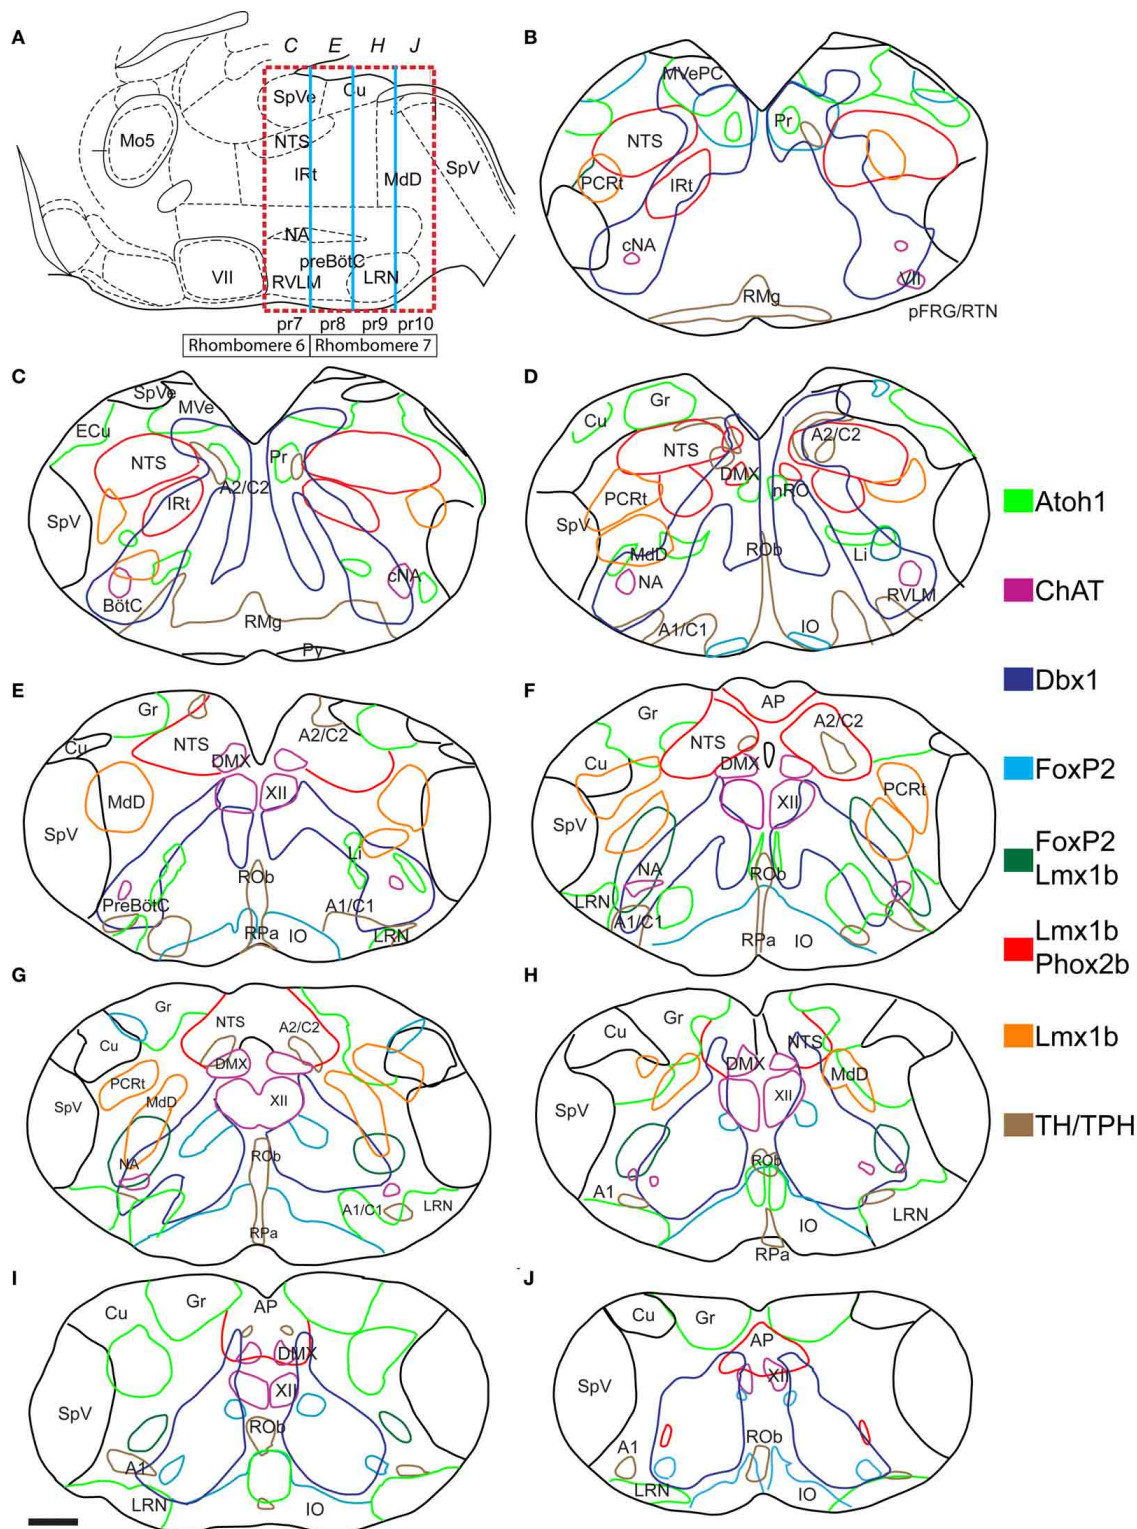 A
C E H J
SpVe
Cu
Mo5
NTS
SpV
IRt
MdD
NA
preBötC
VII
RVLM
LRN
pr7 pr8 pr9 pr10
Rhombomere 6 Rhombomere 7
B
MVePC
Pr
NTS
PCRt
IRt
cNA
VII
RMg
pFRG/RTN
C
SpVe
MVe
ECu
NTS
Pr
A2/C2
IRt
SpV
cNA
BötC
RMg
Py
D
Gr
Cu
A2/C2
NTS
DMX
nRO
PCRt
SpV
MdD
ROb
Li
NA
RVLM
A1/C1
IO
E
Gr
A2/C2
Cu
NTS
DMX
XII
MdD
SpV
Li
ROb
PreBötC
A1/C1
RPa
IO
LRN
F
AP
Gr
A2/C2
NTS
Cu
DMX
PCRt
XII
SpV
NA
ROb
LRN
A1/C1
RPa
IO
G
Gr
NTS
A2/C2
Cu
DMX
PCRt
MdD
XII
SpV
NA
ROb
A1/C1
LRN
RPa
H
Gr
Cu
NTS
DMX
MdD
XII
SpV
ROb
A1
LRN
IO
RPa
I
Gr
AP
Cu
DMX
XII
SpV
ROb
A1
LRN
IO
J
Cu
Gr
AP
XII
SpV
ROb
A1
LRN
IO
Atoh1
ChAT
Dbx1
FoxP2
FoxP2
Lmx1b
Lmx1b
Phox2b
Lmx1b
TH/TPH